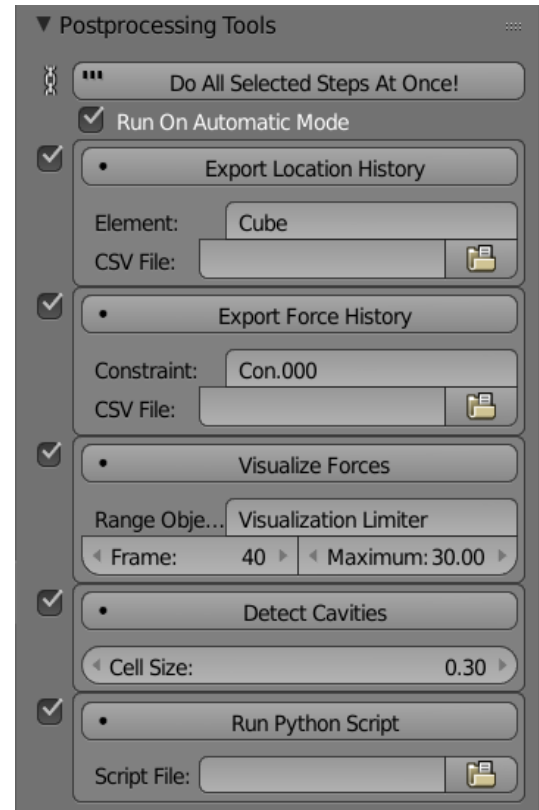 Postprocessing Tools
Do All Selected Steps At Once!
Run On Automatic Mode
Export Location History
Element: Cube
CSV File:
Export Force History
Constraint: Con.000
CSV File:
Visualize Forces
Range Obje... Visualization Limiter
Frame: 40 Maximum: 30.00
Detect Cavities
Cell Size: 0.30
Run Python Script
Script File: